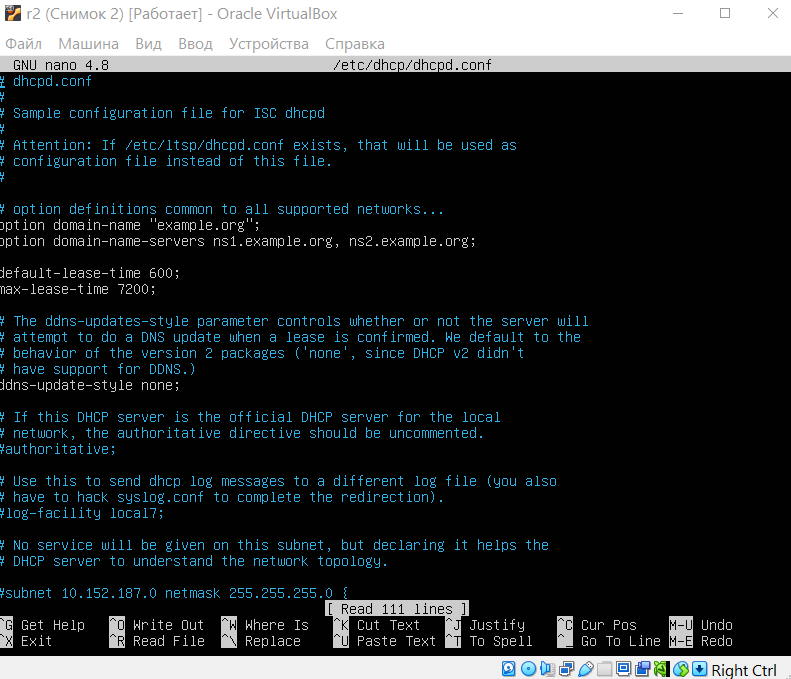 r2 (Снимок 2) [Работает] - Oracle VirtualBox
Файл Машина Вид Ввод Устройства Справка
GNU nano 4.8 /etc/dhcp/dhcpd.conf
# dhcpd.conf
#
# Sample configuration file for ISC dhcpd
#
# Attention: If /etc/ltsp/dhcpd.conf exists, that will be used as
# configuration file instead of this file.
#
# option definitions common to all supported networks...
option domain-name "example.org";
option domain-name-servers ns1.example.org, ns2.example.org;
default-lease-time 600;
max-lease-time 7200;
# The ddns-updates-style parameter controls whether or not the server will
# attempt to do a DNS update when a lease is confirmed. We default to the
# behavior of the version 2 packages ('none', since DHCP v2 didn't
# have support for DDNS.)
ddns-update-style none;
# If this DHCP server is the official DHCP server for the local
# network, the authoritative directive should be uncommented.
#authoritative;
# Use this to send dhcp log messages to a different log file (you also
# have to hack syslog.conf to complete the redirection).
#log-facility local7;
# No service will be given on this subnet, but declaring it helps the
# DHCP server to understand the network topology.
#subnet 10.152.187.0 netmask 255.255.255.0 {
[ Read 111 lines ]
^G Get Help ^O Write Out ^W Where Is ^K Cut Text ^J Justify ^C Cur Pos M-U Undo
^X Exit ^R Read File ^\ Replace ^U Paste Text ^T To Spell ^_ Go To Line M-E Redo
Right Ctrl